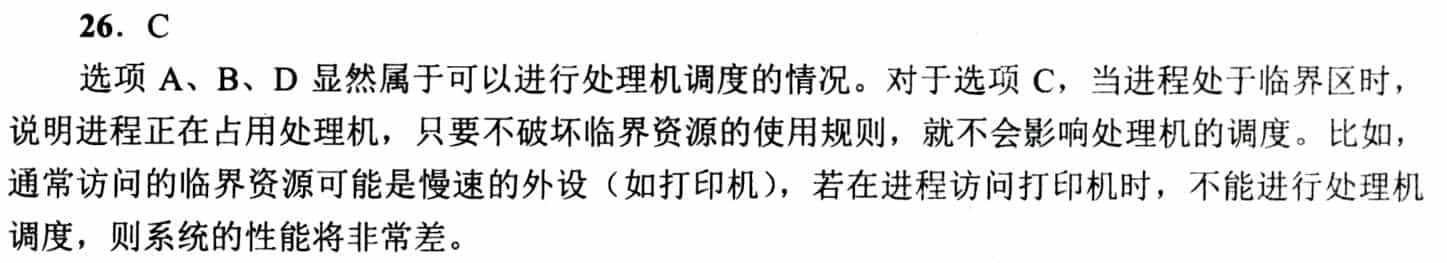 26. C
选项 A、B、D 显然属于可以进行处理机调度的情况。对于选项 C，当进程处于临界区时，
说明进程正在占用处理机，只要不破坏临界资源的使用规则，就不会影响处理机的调度。比如，
通常访问的临界资源可能是慢速的外设（如打印机），若在进程访问打印机时，不能进行处理机
调度，则系统的性能将非常差。